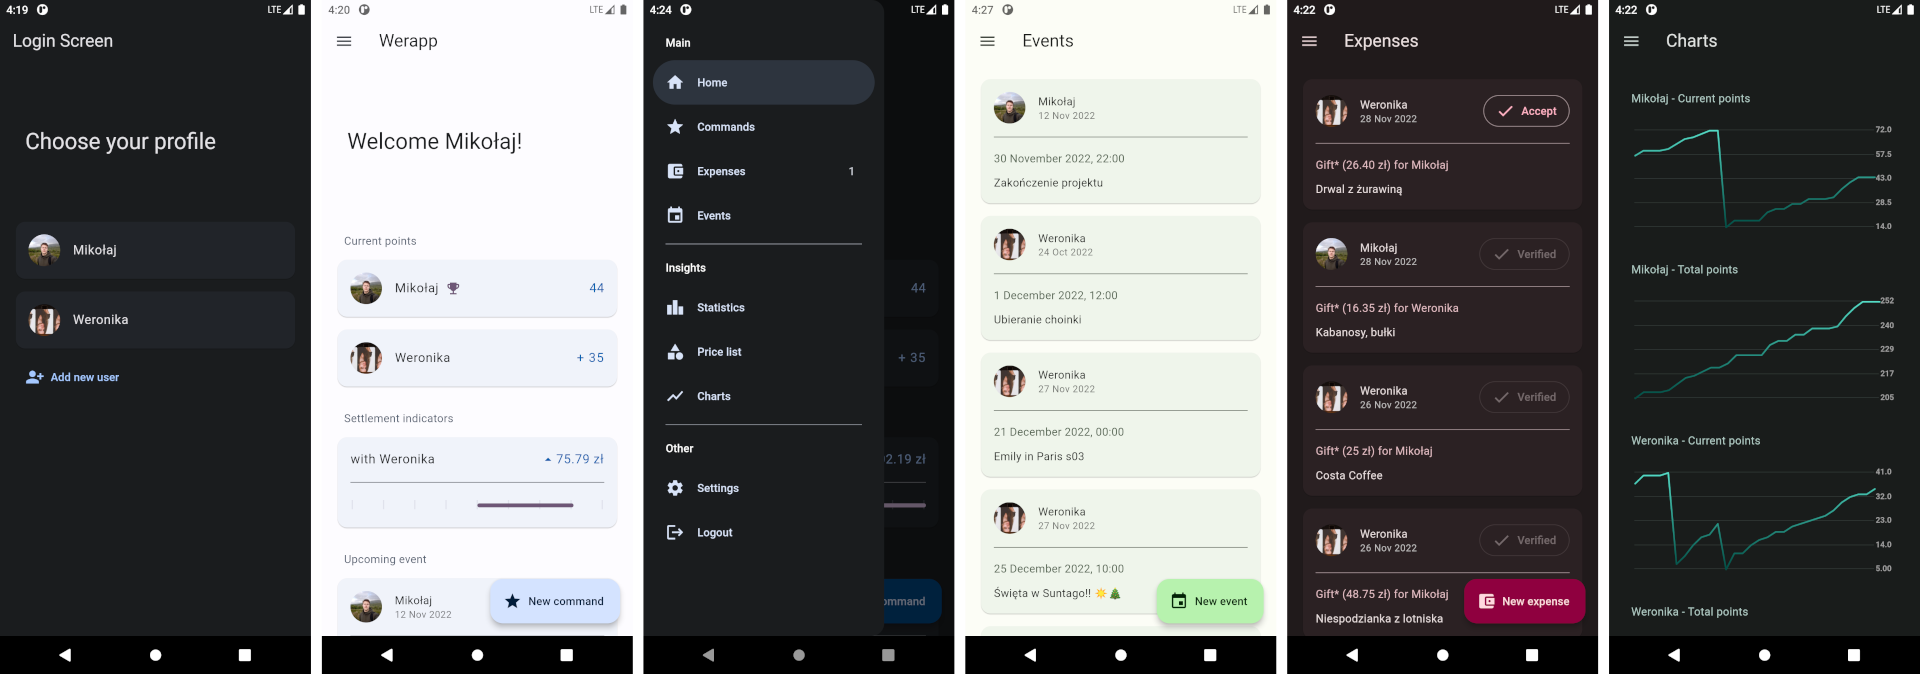 4:19
LTE
Login Screen
Choose your profile
Mikołaj
Weronika
Add new user
4:20
LTE
Werapp
Welcome Mikołaj!
Current points
Mikołaj 44
Weronika + 35
Settlement indicators
with Weronika 75.79 zł
Upcoming event
Mikołaj
12 Nov 2022
New command
4:24
LTE
Main
Home
Commands
Expenses 1
Events
Insights
Statistics
Price list
Charts
Other
Settings
Logout
44
+ 35
2.19 zł
ommand
4:27
LTE
Events
Mikołaj
12 Nov 2022
30 November 2022, 22:00
Zakończenie projektu
Weronika
24 Oct 2022
1 December 2022, 12:00
Ubieranie choinki
Weronika
27 Nov 2022
21 December 2022, 00:00
Emily in Paris s03
Weronika
27 Nov 2022
25 December 2022, 10:00
Święta w Suntago!! ☀️🎄
New event
4:22
LTE
Expenses
Weronika
28 Nov 2022
Accept
Gift* (26.40 zł) for Mikołaj
Drwal z żurawiną
Mikołaj
28 Nov 2022
Verified
Gift* (16.35 zł) for Weronika
Kabanosy, bułki
Weronika
26 Nov 2022
Verified
Gift* (25 zł) for Mikołaj
Costa Coffee
Weronika
26 Nov 2022
Verified
Gift* (48.75 zł) for Mikołaj
Niespodzianka z lotniska
New expense
4:22
LTE
Charts
Mikołaj - Current points
72.0
57.5
43.0
28.5
14.0
Mikołaj - Total points
252
240
229
217
205
Weronika - Current points
41.0
32.0
23.0
14.0
5.00
Weronika - Total points